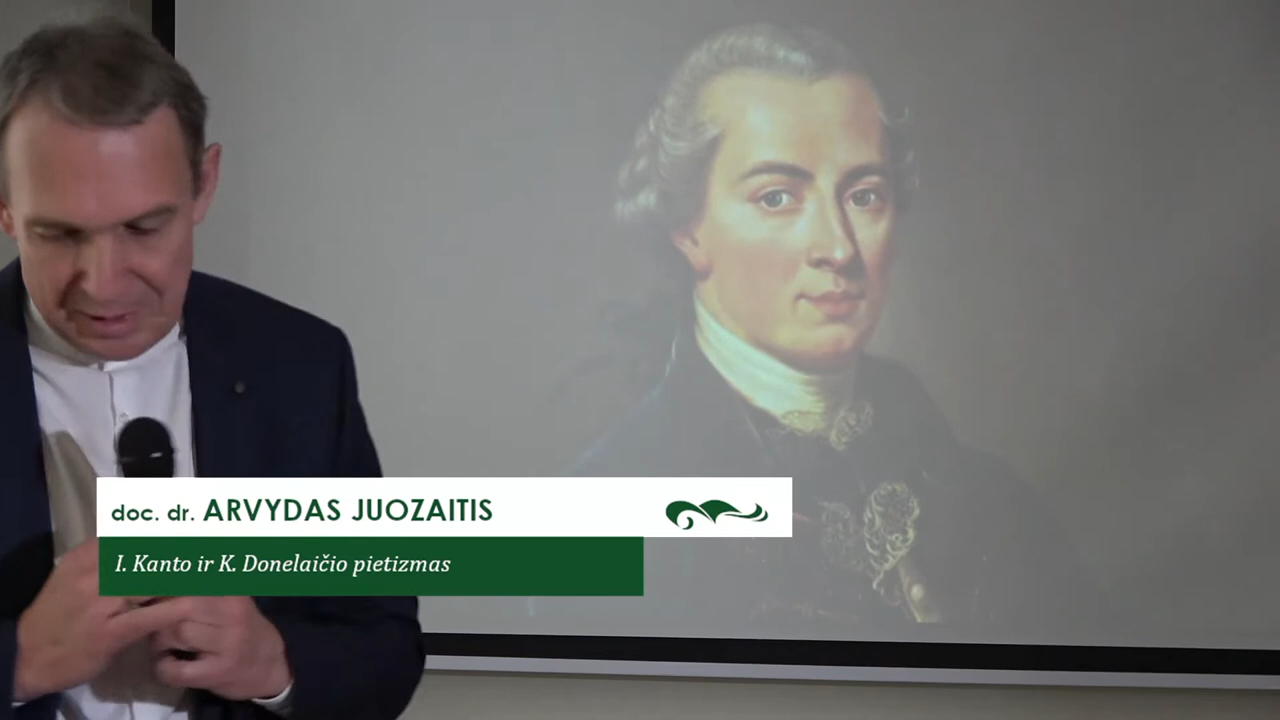 doc. dr. ARVYDAS JUOZAITIS
I. Kanto ir K. Donelaičio pietizmas